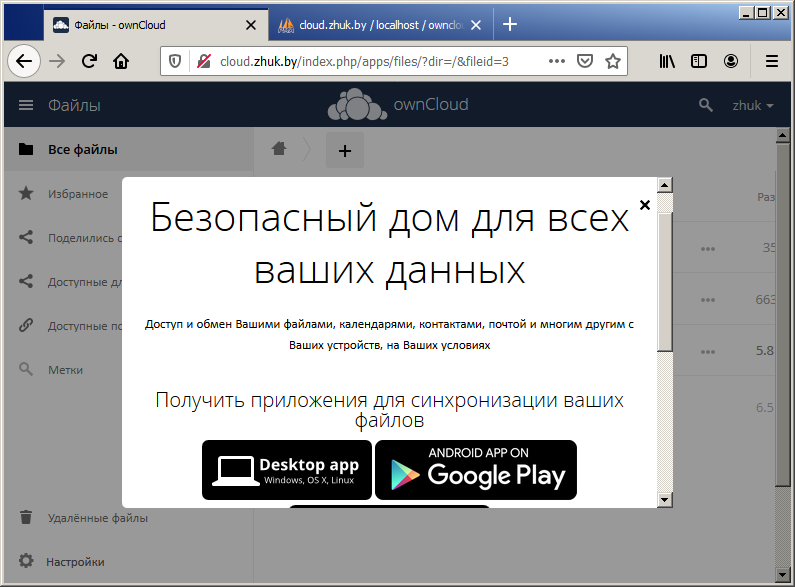 Файлы - ownCloud
cloud.zhuk.by / localhost / ownclo
cloud.zhuk.by/index.php/apps/files/?dir=/&fileid=3
Файлы
ownCloud
zhuk
Все файлы
Избранное
Поделились с
Доступные дл
Доступные по
Метки
Раз
35
663
5.8
6.5
Безопасный дом для всех
ваших данных
Доступ и обмен Вашими файлами, календарями, контактами, почтой и многим другим с
Ваших устройств, на Ваших условиях
Получить приложения для синхронизации ваших
файлов
Desktop app
Windows, OS X, Linux
ANDROID APP ON
Google Play
Удалённые файлы
Настройки